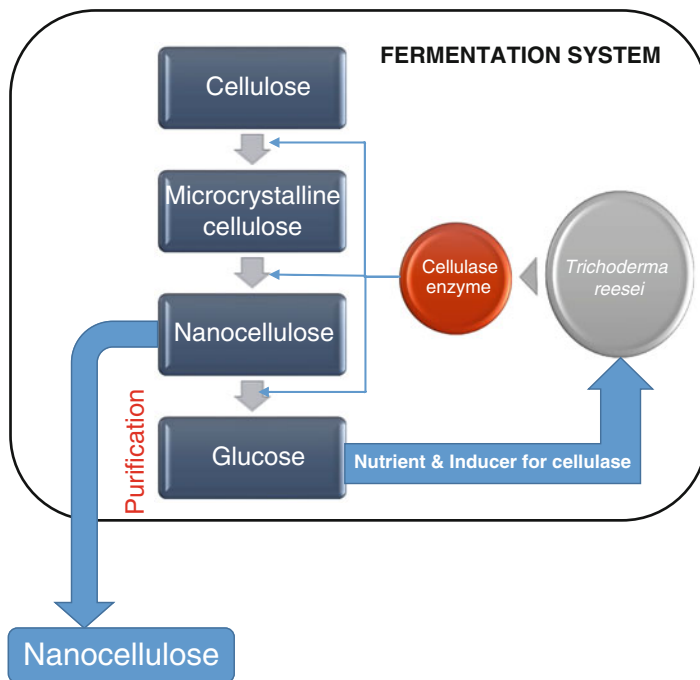 FERMENTATION SYSTEM
Cellulose
Microcrystalline
cellulose
Cellulase
enzyme
Trichoderma
reesei
Nanocellulose
Purification
Glucose
Nutrient & Inducer for cellulase
Nanocellulose